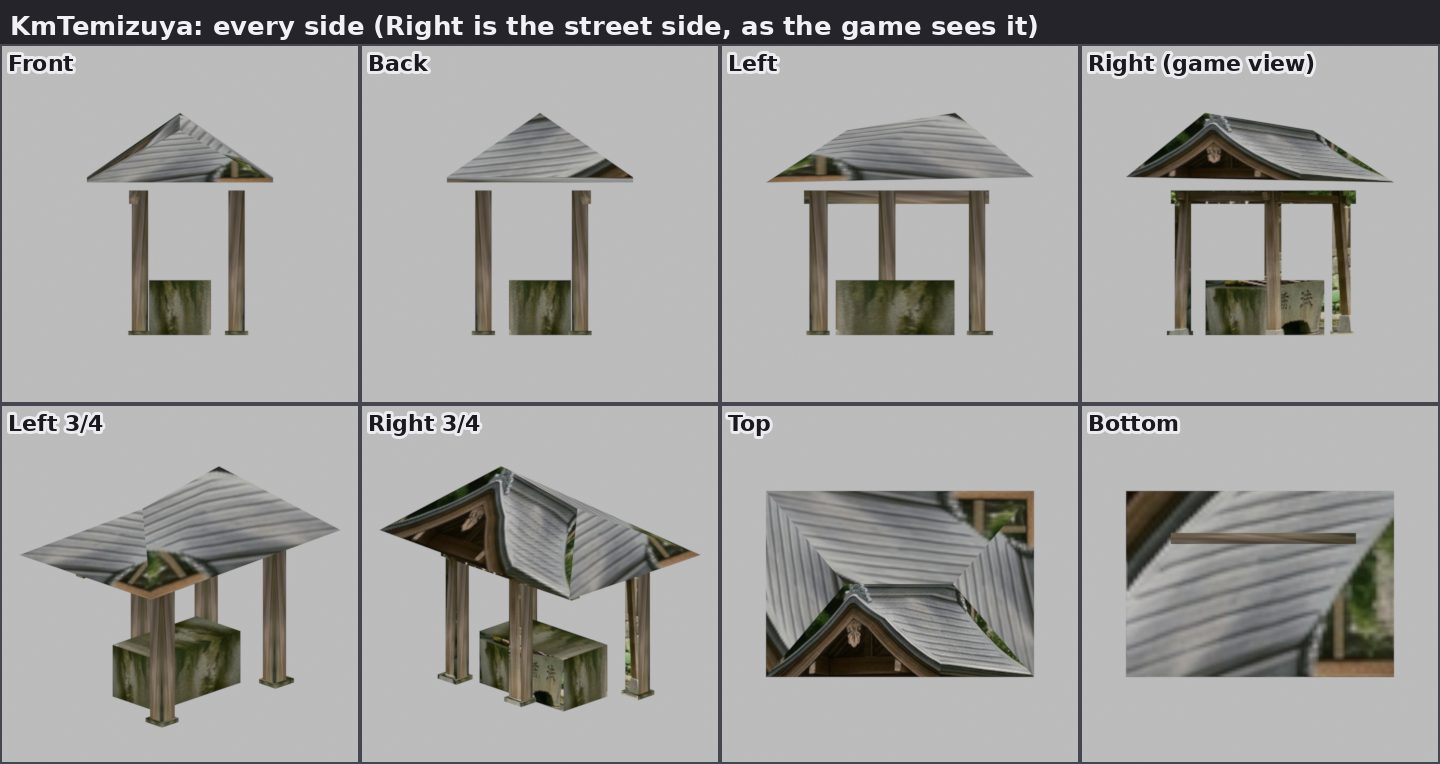 KmTemizuya: every side (Right is the street side, as the game sees it)
Front
Back
Left
Right (game view)
Left 3/4
Right 3/4
Top
Bottom